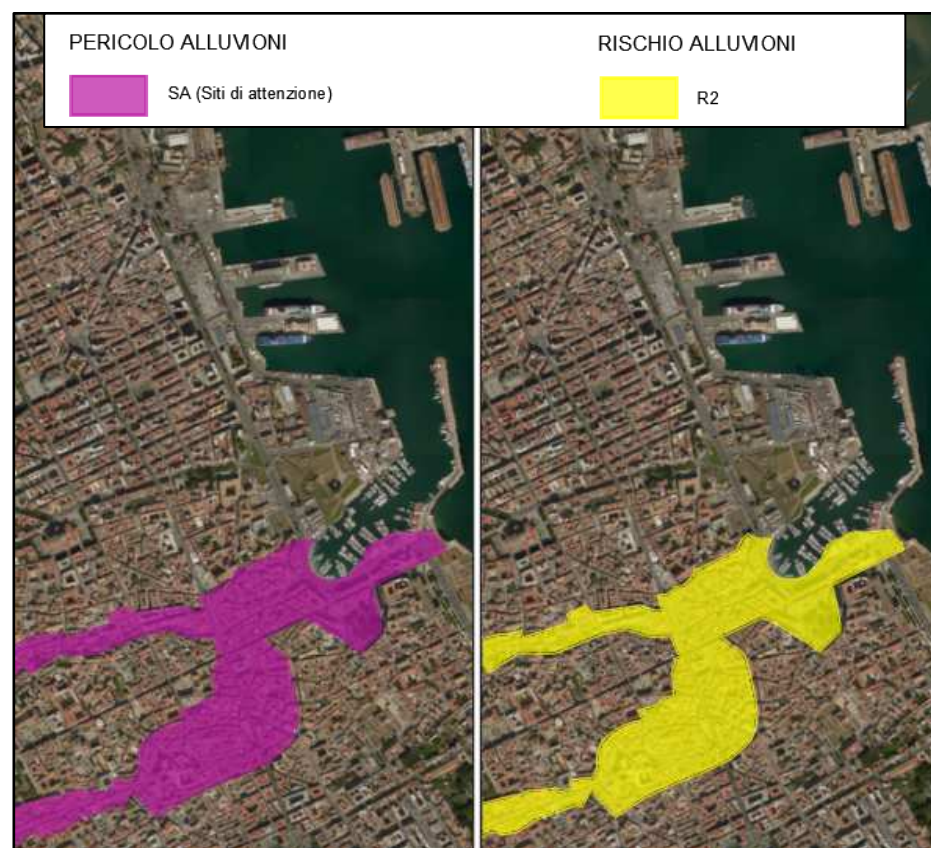 PERICOLO ALLUVIONI
SA (Siti di attenzione)
RISCHIO ALLUVIONI
R2